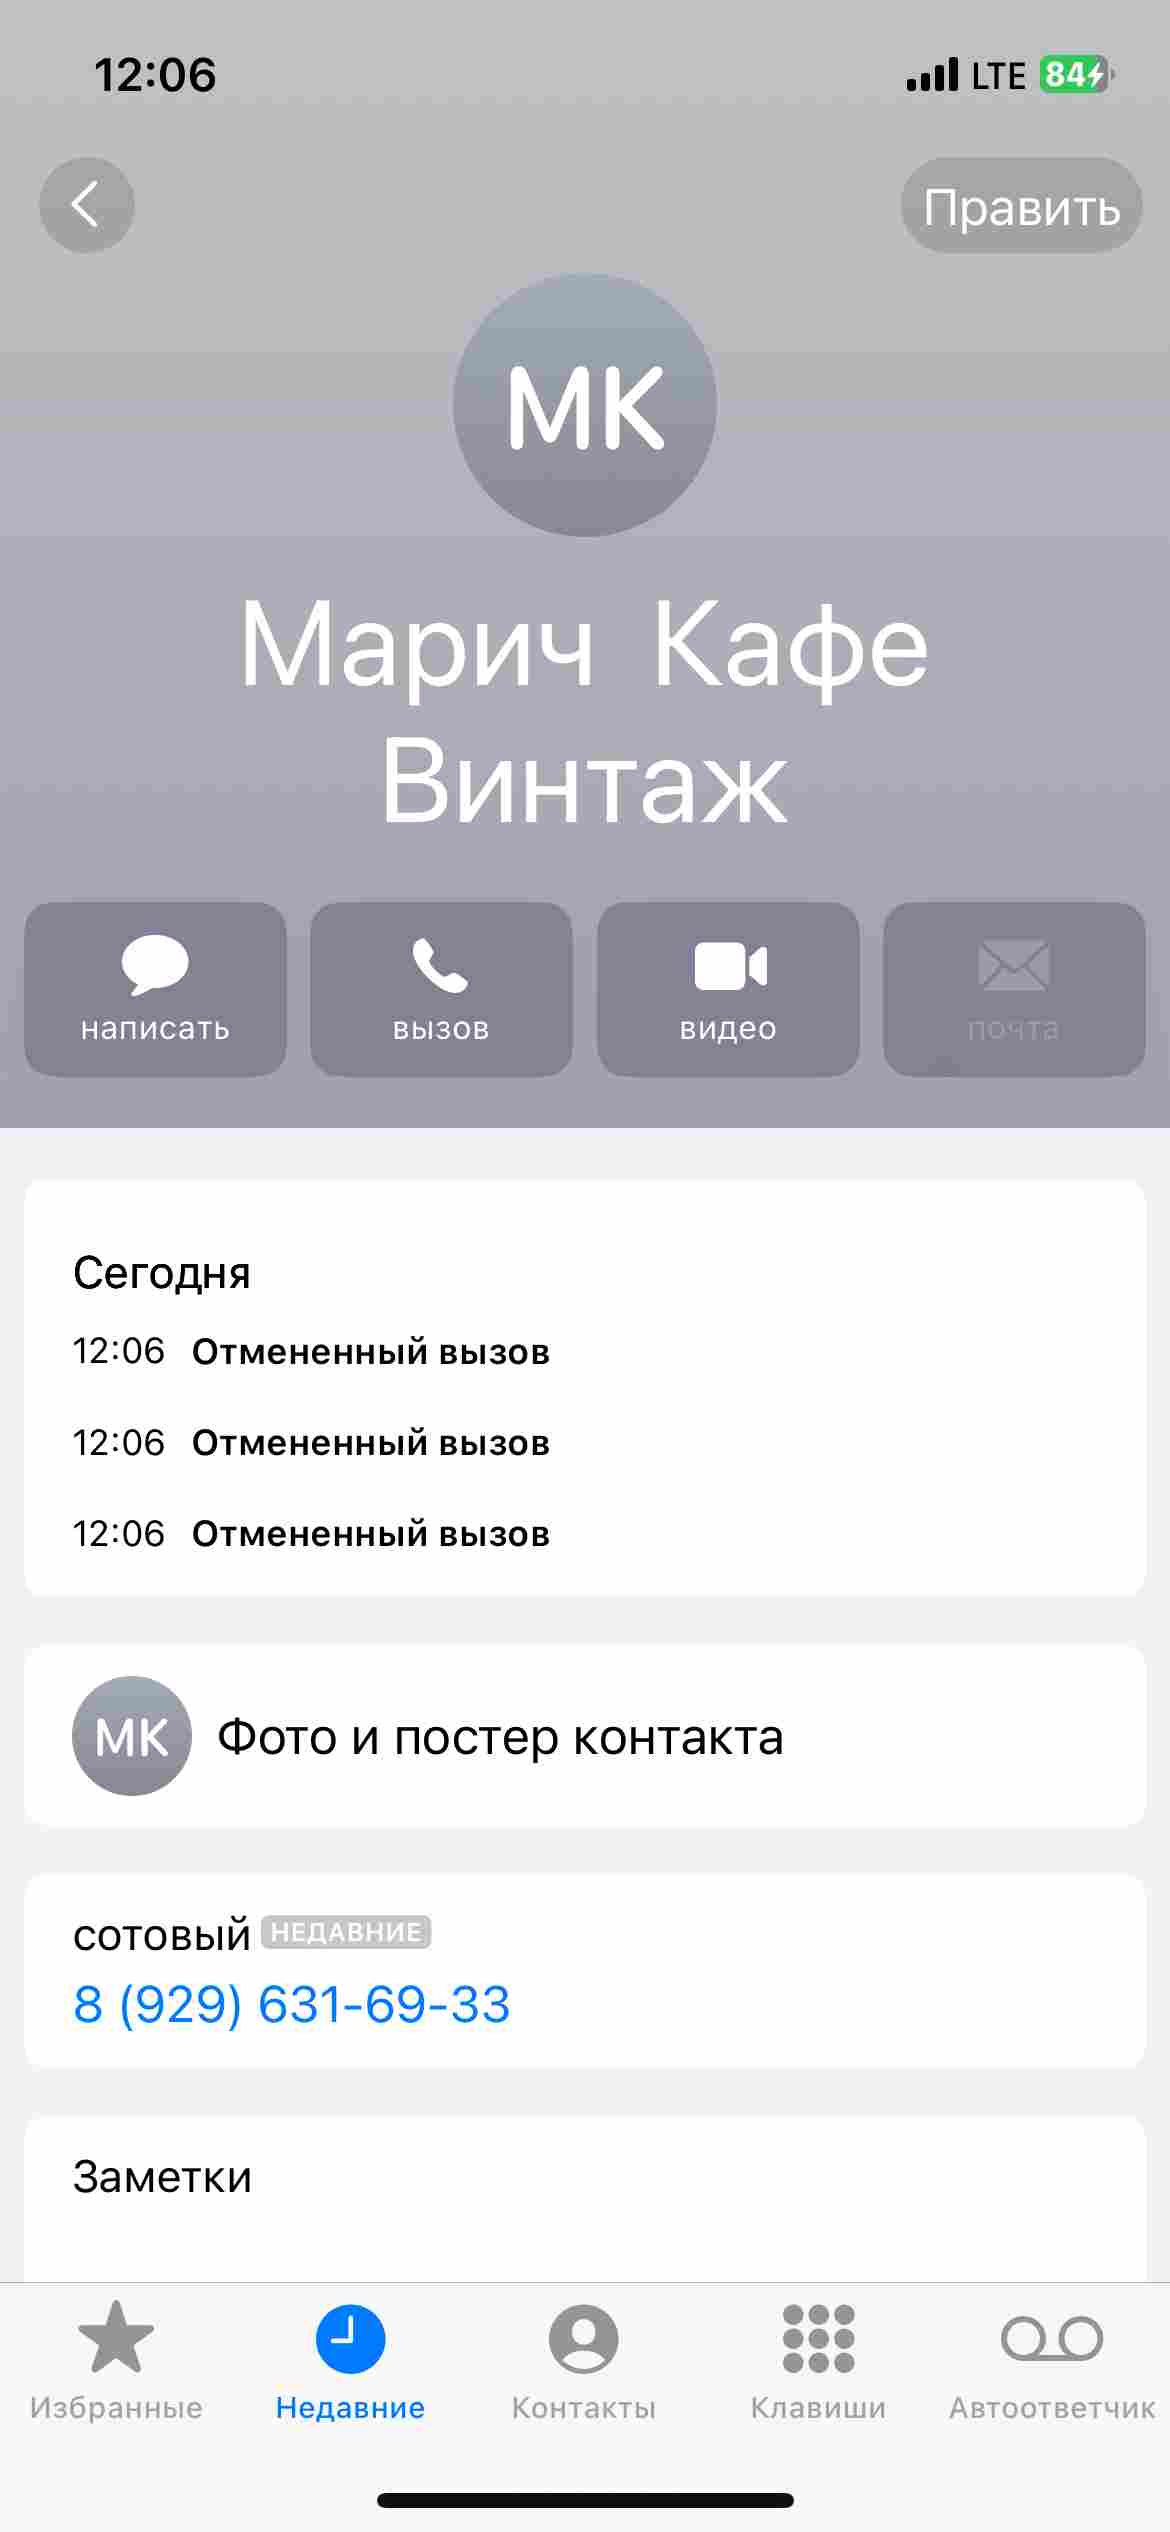 12:06 LTE 84
Править
МК
Марич Кафе
Винтаж
написать вызов видео почта
Сегодня
12:06 Отмененный вызов
12:06 Отмененный вызов
12:06 Отмененный вызов
МК Фото и постер контакта
сотовый НЕДАВНИЕ
8 (929) 631-69-33
Заметки
Избранные Недавние Контакты Клавиши Автоответчик